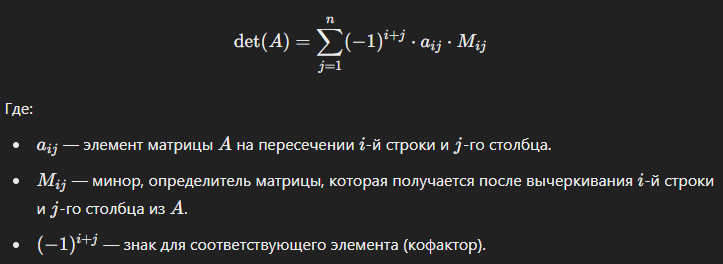 det(A) = ∑_{j=1}^{n} (−1)^{i+j} · a_{ij} · M_{ij}
Где:
• a_{ij} — элемент матрицы A на пересечении i-й строки и j-го столбца.
• M_{ij} — минор, определитель матрицы, которая получается после вычеркивания i-й строки
и j-го столбца из A.
• (−1)^{i+j} — знак для соответствующего элемента (кофактор).